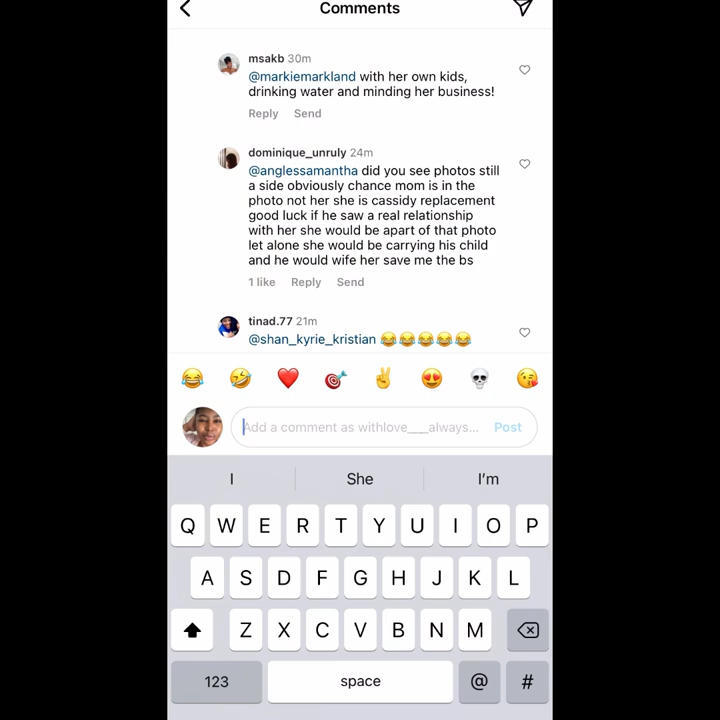 Comments
msakb 30m
@markiemarkland with her own kids,
drinking water and minding her business!
Reply Send
dominique_unruly 24m
@anglessamantha did you see photos still
a side obviously chance mom is in the
photo not her she is cassidy replacement
good luck if he saw a real relationship
with her she would be apart of that photo
let alone she would be carrying his child
and he would wife her save me the bs
1 like Reply Send
tinad.77 21m
@shan_kyrie_kristian 😂😂😂😂😂
😂 🤣 ❤️ 🎯 ✌️ 😍 💀 😘
Add a comment as withlove___always... Post
I She I'm
Q W E R T Y U I O P
A S D F G H J K L
Z X C V B N M
123 space @ #